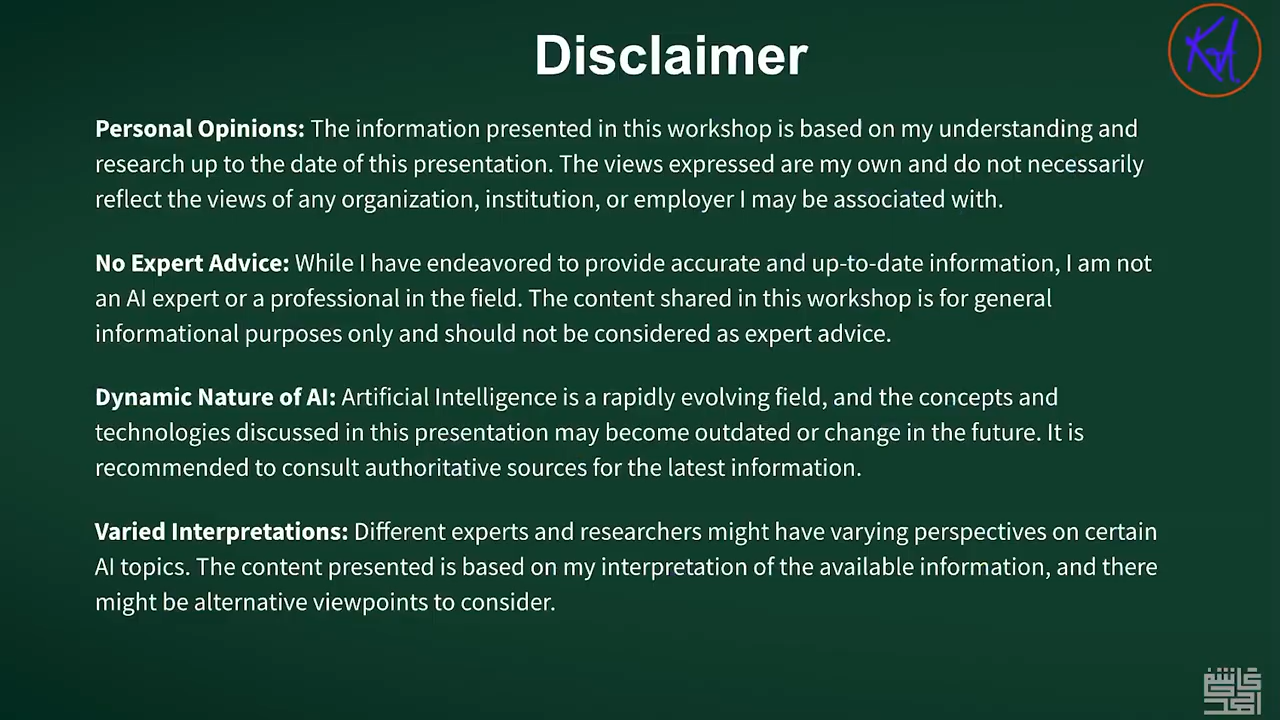 Disclaimer
Personal Opinions: The information presented in this workshop is based on my understanding and
research up to the date of this presentation. The views expressed are my own and do not necessarily
reflect the views of any organization, institution, or employer I may be associated with.
No Expert Advice: While I have endeavored to provide accurate and up-to-date information, I am not
an AI expert or a professional in the field. The content shared in this workshop is for general
informational purposes only and should not be considered as expert advice.
Dynamic Nature of AI: Artificial Intelligence is a rapidly evolving field, and the concepts and
technologies discussed in this presentation may become outdated or change in the future. It is
recommended to consult authoritative sources for the latest information.
Varied Interpretations: Different experts and researchers might have varying perspectives on certain
AI topics. The content presented is based on my interpretation of the available information, and there
might be alternative viewpoints to consider.